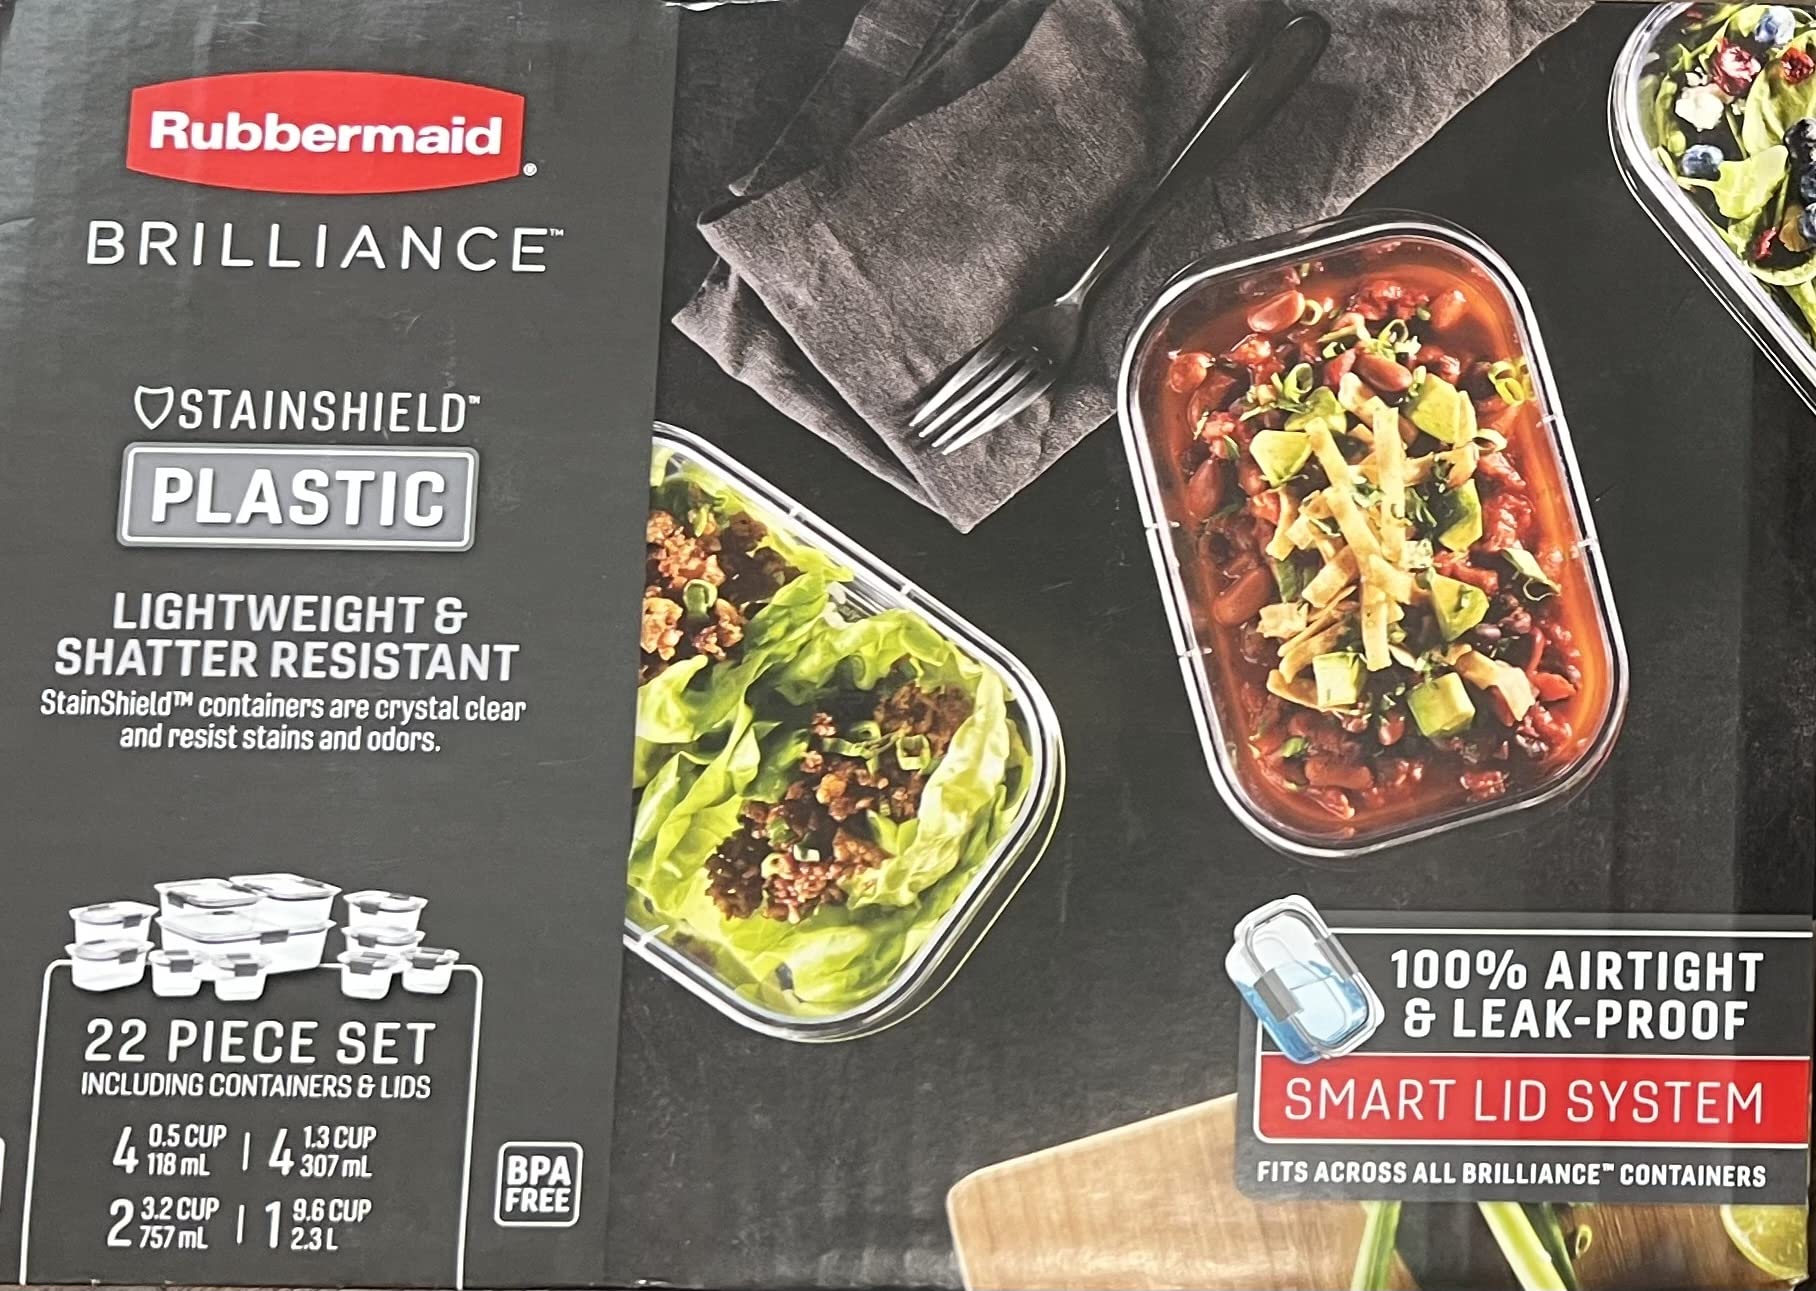 Rubbermaid®
BRILLIANCE™
STAINSHIELD™
PLASTIC
LIGHTWEIGHT &
SHATTER RESISTANT
StainShield™ containers are crystal clear
and resist stains and odors.
22 PIECE SET
INCLUDING CONTAINERS & LIDS
4 0.5 CUP 118 mL | 4 1.3 CUP 307 mL
2 3.2 CUP 757 mL | 1 9.6 CUP 2.3 L
BPA
FREE
100% AIRTIGHT
& LEAK-PROOF
SMART LID SYSTEM
FITS ACROSS ALL BRILLIANCE™ CONTAINERS